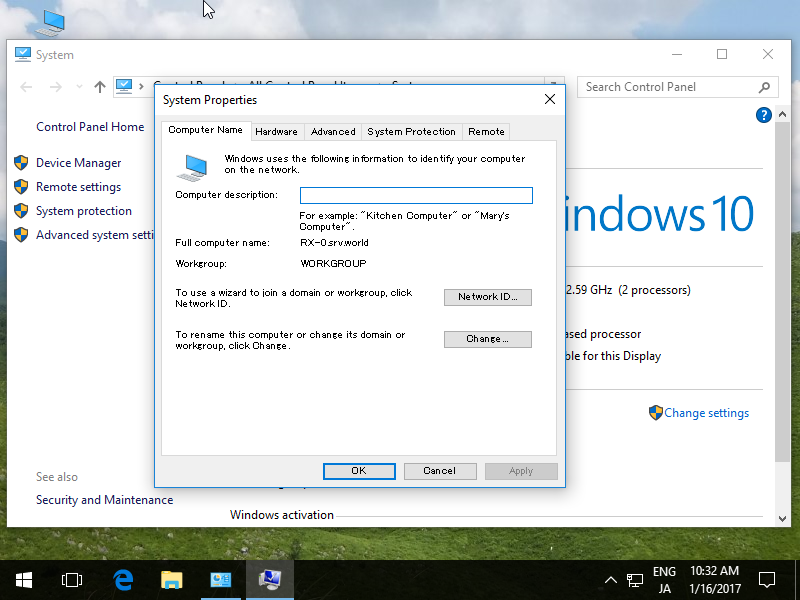 System
Search Control Panel
System Properties
Control Panel Home
Computer Name
Hardware
Advanced
System Protection
Remote
Device Manager
Remote settings
System protection
Advanced system setti
Windows uses the following information to identify your computer
on the network.
Computer description:
For example: "Kitchen Computer" or "Mary's
Computer".
Full computer name:
RX-0.srv.world
Workgroup:
WORKGROUP
To use a wizard to join a domain or workgroup, click
Network ID.
Network ID...
To rename this computer or change its domain or
workgroup, click Change.
Change...
OK
Cancel
Apply
indows 10
2.59 GHz (2 processors)
ased processor
ble for this Display
Change settings
See also
Security and Maintenance
Windows activation
ENG
JA
10:32 AM
1/16/2017